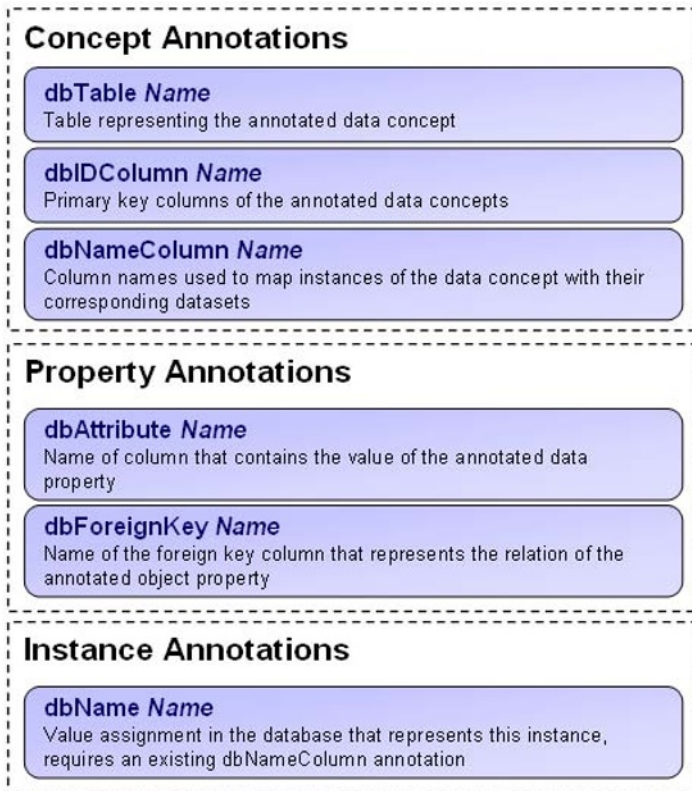 Concept Annotations
dbTable Name
Table representing the annotated data concept
dbIDColumn Name
Primary key columns of the annotated data concepts
dbNameColumn Name
Column names used to map instances of the data concept with their
corresponding datasets
Property Annotations
dbAttribute Name
Name of column that contains the value of the annotated data
property
dbForeignKey Name
Name of the foreign key column that represents the relation of the
annotated object property
Instance Annotations
dbName Name
Value assignment in the database that represents this instance,
requires an existing dbNameColumn annotation